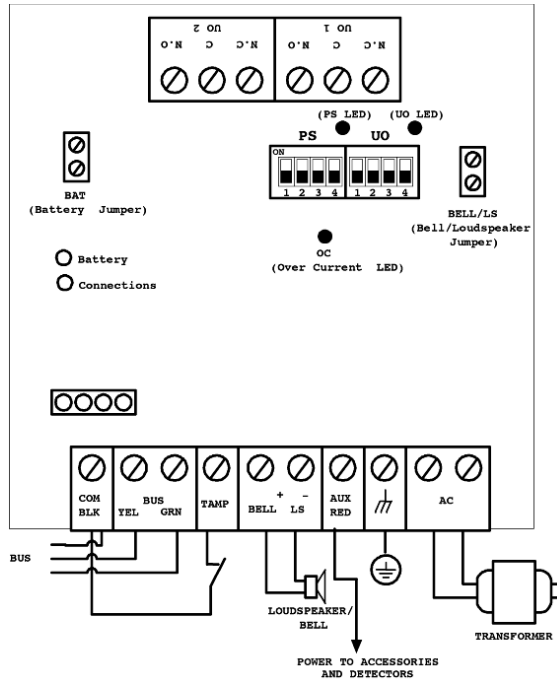 UO 2
UO 1
N.O C N.C
N.O C N.C
(PS LED) (UO LED)
PS UO
ON
1 2 3 4 1 2 3 4
BAT
(Battery Jumper)
BELL/LS
(Bell/Loudspeaker
Jumper)
OC
(Over Current LED)
Battery
Connections
COM
BLK
BUS
YEL GRN
TAMP
+ -
BELL LS
AUX
RED
AC
BUS
LOUDSPEAKER/
BELL
TRANSFORMER
POWER TO ACCESSORIES
AND DETECTORS